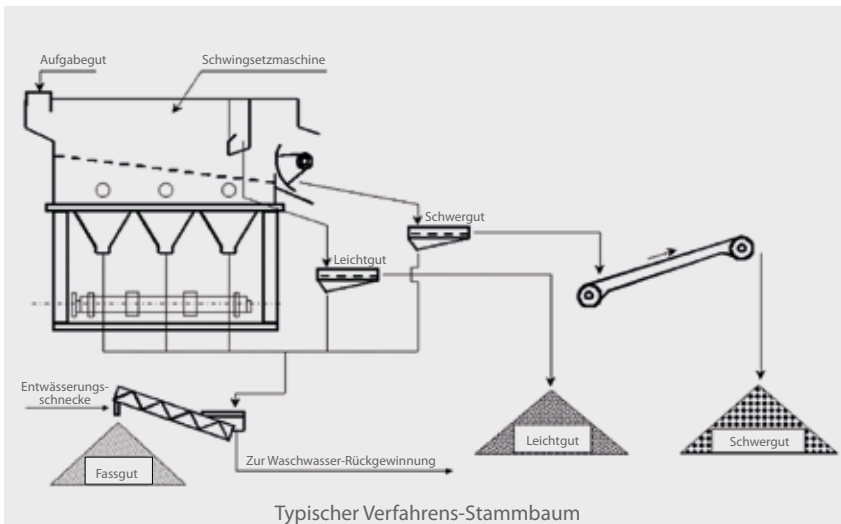 Aufgabegut
Schwingsetzmaschine
Schwergut
Leichtgut
Entwässerungs-
schnecke
Leichtgut
Schwergut
Zur Waschwasser-Rückgewinnung
Fassgut
Typischer Verfahrens-Stammbaum